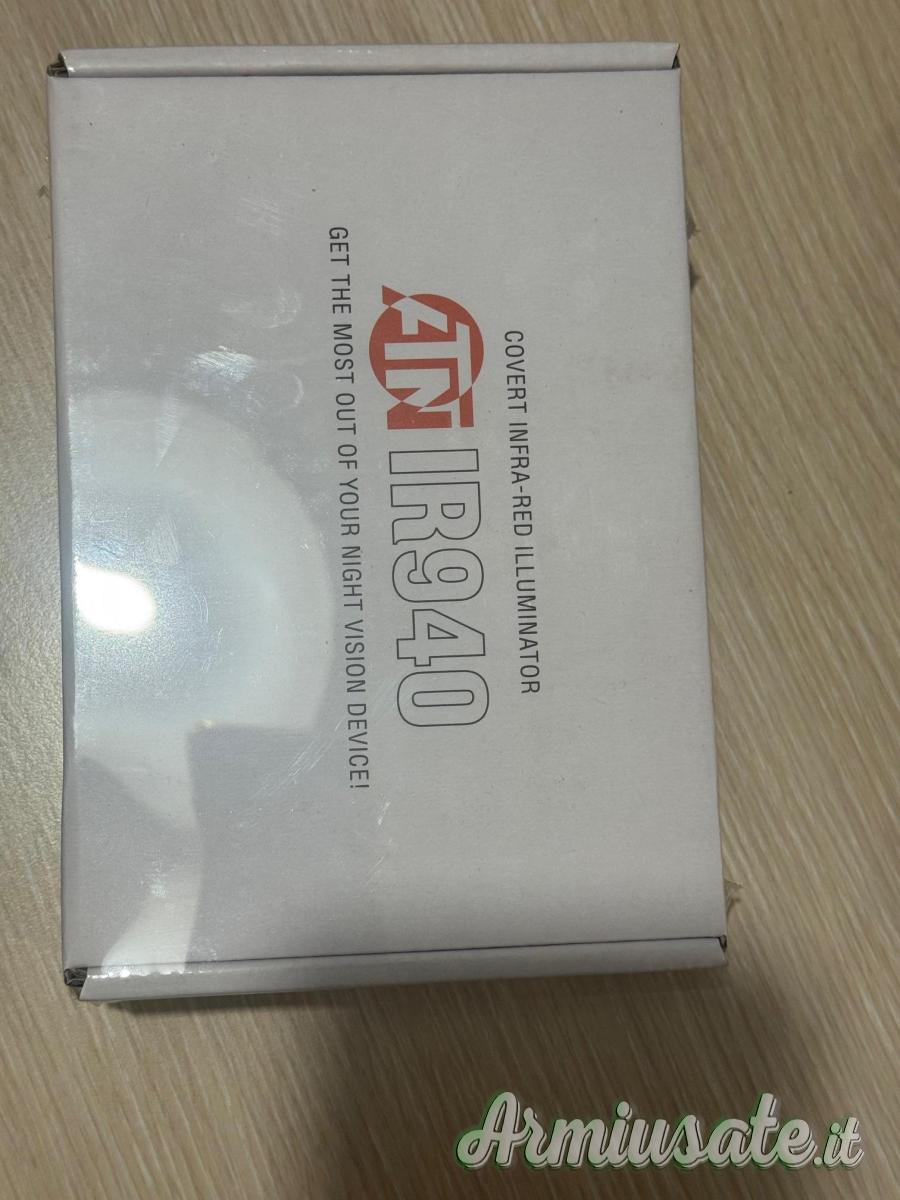 COVERT INFRA-RED ILLUMINATOR
ATN IR940
GET THE MOST OUT OF YOUR NIGHT VISION DEVICE!
Armiusate.it